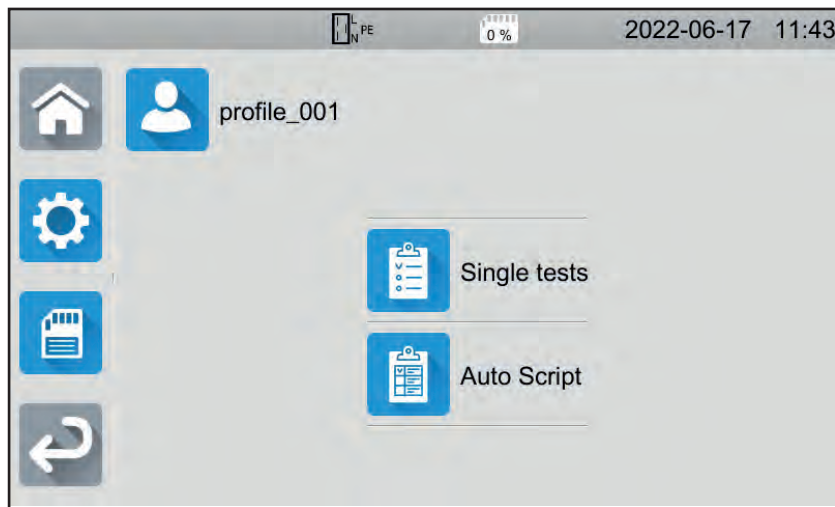 L
N PE 0 % 2022-06-17 11:43
profile_001
Single tests
Auto Script